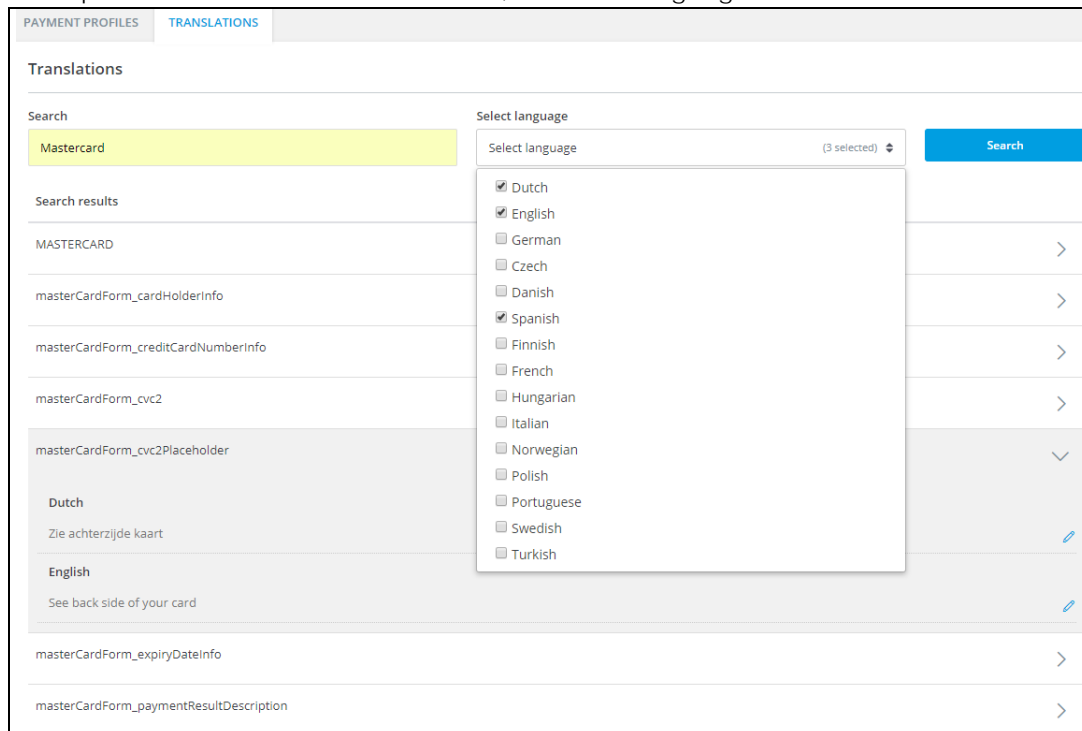 PAYMENT PROFILES TRANSLATIONS
Translations
Search Select language
Mastercard Select language (3 selected) Search
Search results
Dutch
English
German
Czech
Danish
Spanish
Finnish
French
Hungarian
Italian
Norwegian
Polish
Portuguese
Swedish
Turkish
MASTERCARD
masterCardForm_cardHolderInfo
masterCardForm_creditCardNumberInfo
masterCardForm_cvc2
masterCardForm_cvc2Placeholder
Dutch
Zie achterzijde kaart
English
See back side of your card
masterCardForm_expiryDateInfo
masterCardForm_paymentResultDescription